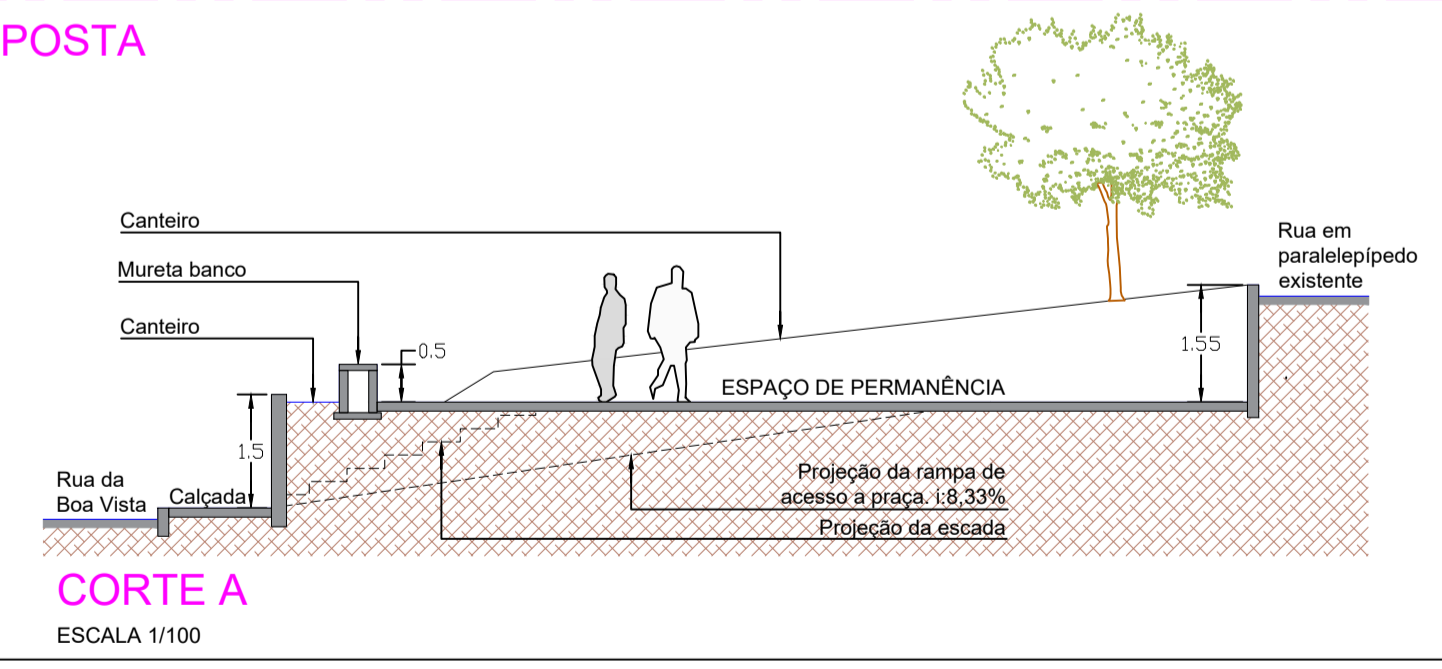 POSTA
Canteiro
Mureta banco
Canteiro
0.5
Rua em
paralelepípedo
existente
1.55
ESPAÇO DE PERMANÊNCIA
1.5
Rua da
Boa Vista
Calçada
Projeção da rampa de
acesso a praça. i:8,33%
Projeção da escada
CORTE A
ESCALA 1/100